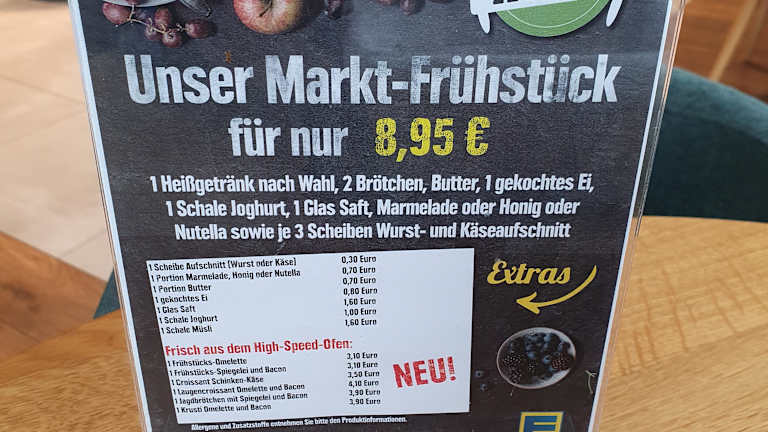 Unser Markt-Frühstück
für nur 8,95 €
1 Heißgetränk nach Wahl, 2 Brötchen, Butter, 1 gekochtes Ei,
1 Schale Joghurt, 1 Glas Saft, Marmelade oder Honig oder
Nutella sowie je 3 Scheiben Wurst- und Käseaufschnitt
1 Scheibe Aufschnitt (Wurst oder Käse) 0,30 Euro
1 Portion Marmelade, Honig oder Nutella 0,70 Euro
1 Portion Butter 0,70 Euro
1 gekochtes Ei 0,80 Euro
1 Glas Saft 1,60 Euro
1 Schale Joghurt 1,00 Euro
1 Schale Müsli 1,60 Euro
Extras
Frisch aus dem High-Speed-Ofen:
1 Frühstücks-Omelette 3,10 Euro
1 Frühstücks-Spiegelei und Bacon 3,10 Euro
1 Croissant Schinken-Käse 3,50 Euro
1 Laugencroissant Omelette und Bacon 4,10 Euro
1 Jagdbrötchen mit Spiegelei und Bacon 3,90 Euro
1 Krusti Omelette und Bacon 3,90 Euro
NEU!
Allergene und Zusatzstoffe entnehmen Sie bitte den Produktinformationen.